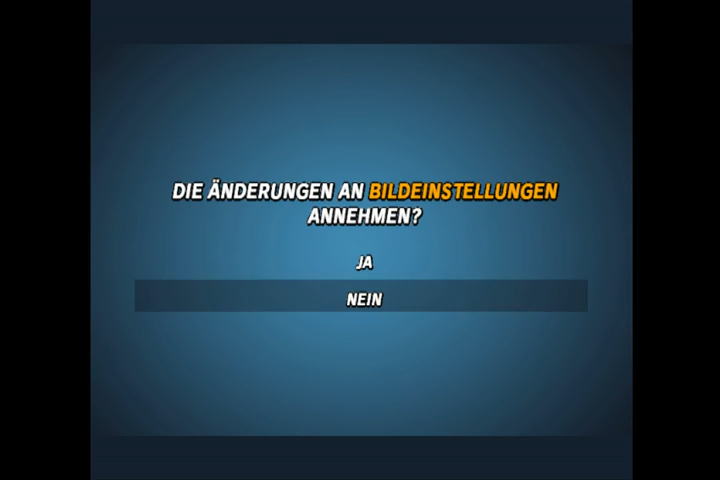 DIE ÄNDERUNGEN AN BILDEINSTELLUNGEN
ANNEHMEN?
JA
NEIN